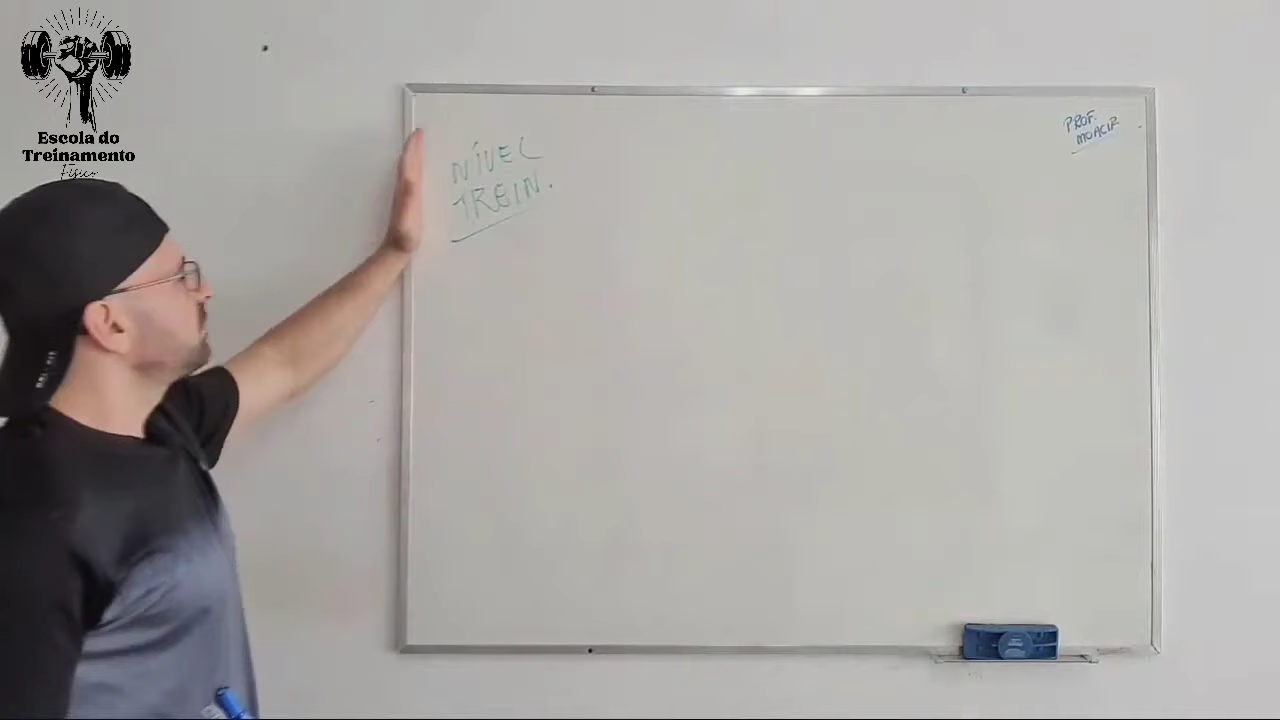 Escola do
Treinamento
Físico
NÍVEL
TREIN.
PROF.
MOACIR